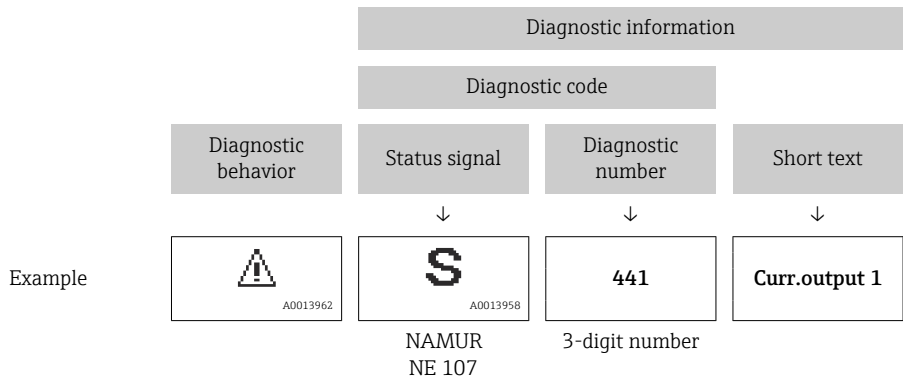 Diagnostic information
Diagnostic code
Diagnostic
behavior
Status signal
Diagnostic
number
Short text
↓ ↓ ↓
Example
A0013962
S
A0013958
441
Curr.output 1
NAMUR
NE 107
3-digit number